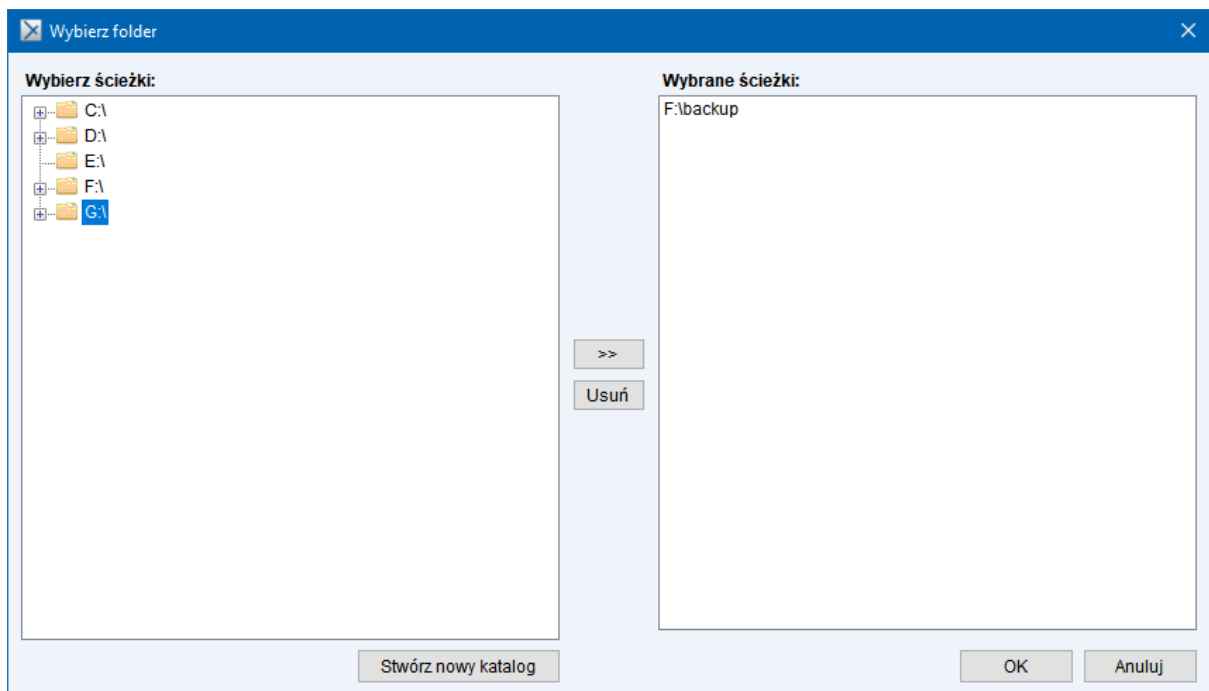 Wybierz folder
Wybierz ścieżki:
C:\
D:\
E:\
F:\
G:\
>>
Usuń
Wybrane ścieżki:
F:\backup
Stwórz nowy katalog
OK
Anuluj